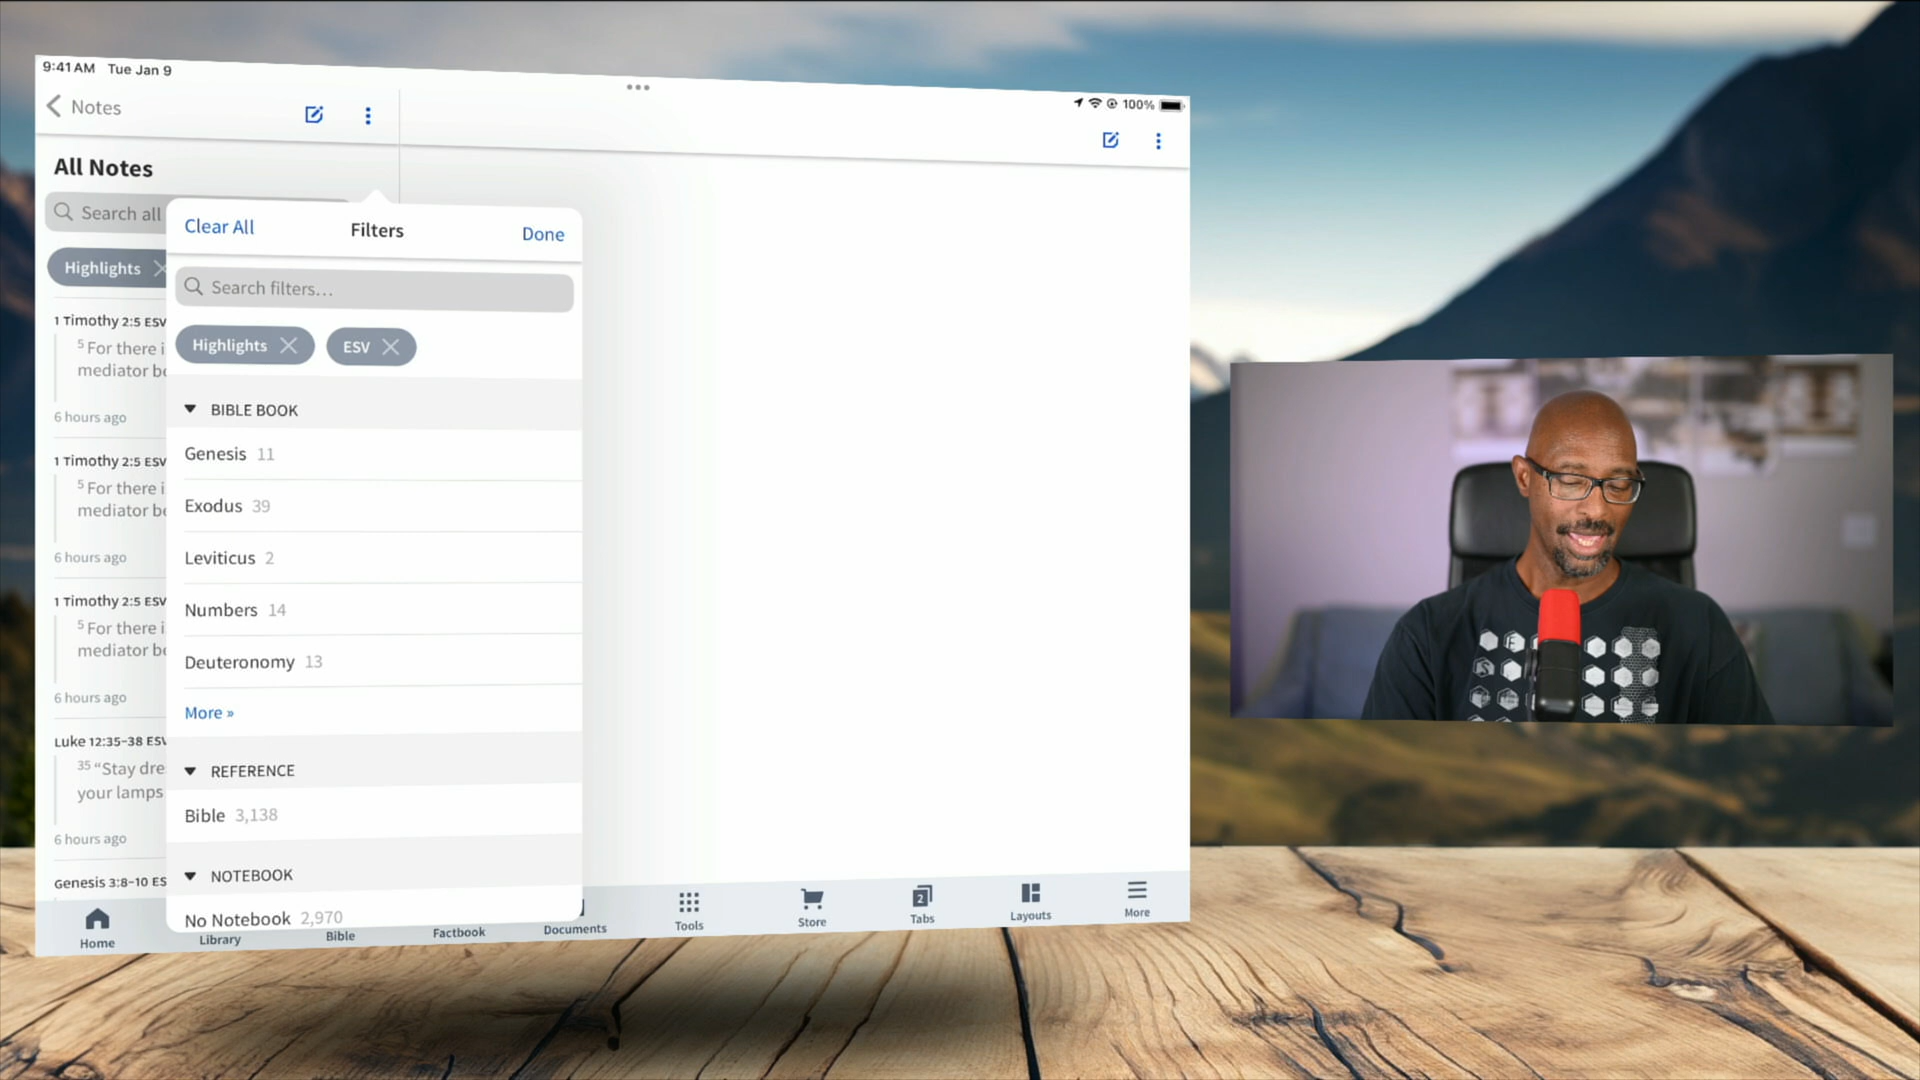 9:41 AM Tue Jan 9
100%
Notes
All Notes
Search all
Highlights
1 Timothy 2:5 ESV
5 For there i
mediator be
6 hours ago
1 Timothy 2:5 ESV
5 For there i
mediator be
6 hours ago
1 Timothy 2:5 ESV
5 For there i
mediator be
6 hours ago
Luke 12:35–38 ESV
35 “Stay dre
your lamps
6 hours ago
Genesis 3:8–10 ES
Clear All
Filters
Done
Search filters...
Highlights
ESV
BIBLE BOOK
Genesis 11
Exodus 39
Leviticus 2
Numbers 14
Deuteronomy 13
More »
REFERENCE
Bible 3,138
NOTEBOOK
No Notebook 2,970
Home
Library
Bible
Factbook
Documents
Tools
Store
2
Tabs
Layouts
More